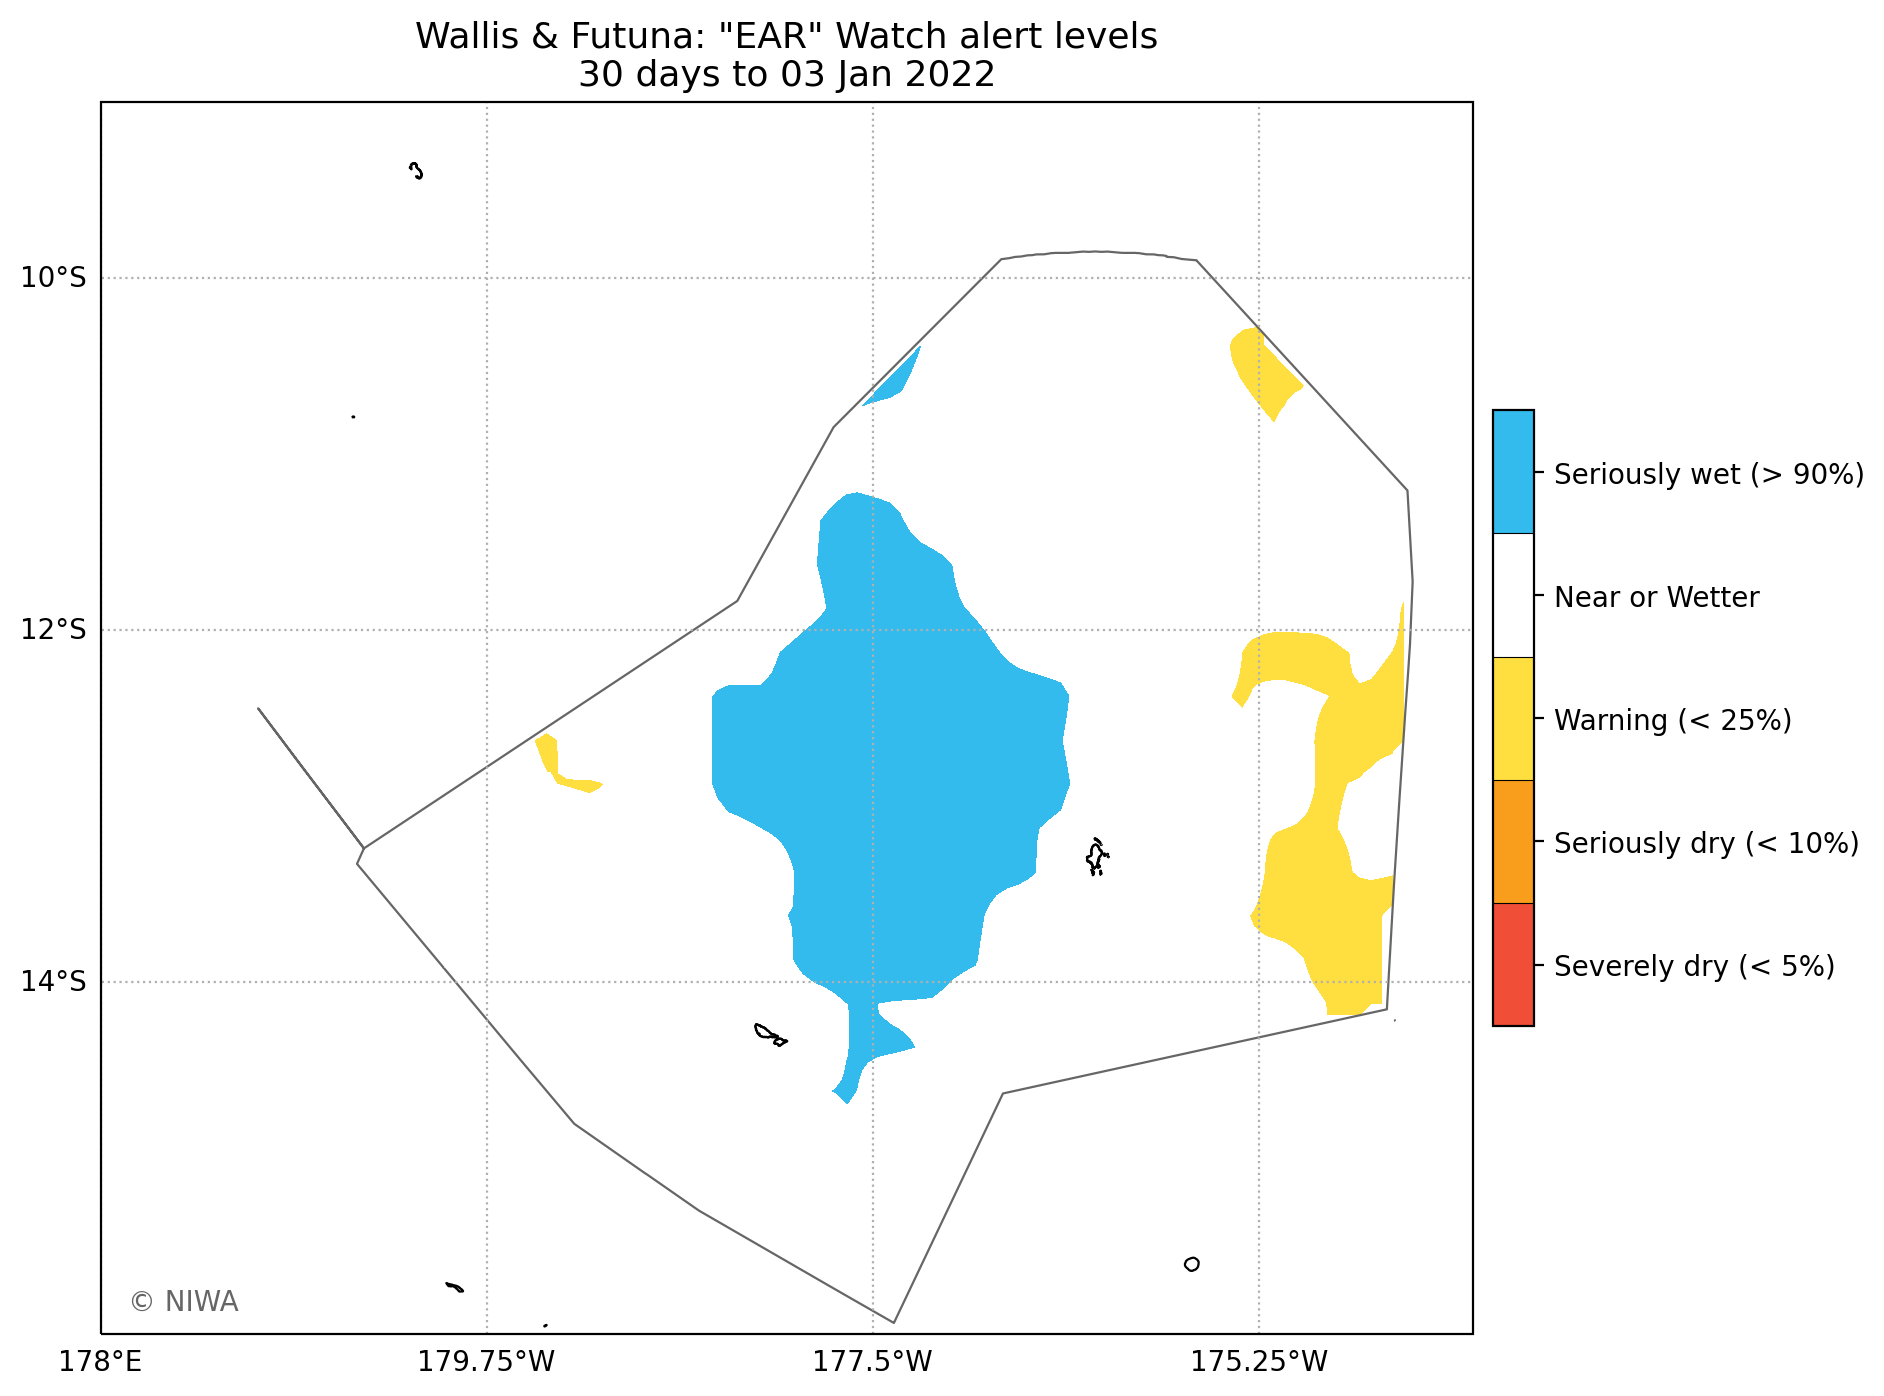 Wallis & Futuna: "EAR" Watch alert levels
30 days to 03 Jan 2022
10°S
12°S
14°S
178°E
179.75°W
177.5°W
175.25°W
© NIWA
Seriously wet (> 90%)
Near or Wetter
Warning (< 25%)
Seriously dry (< 10%)
Severely dry (< 5%)